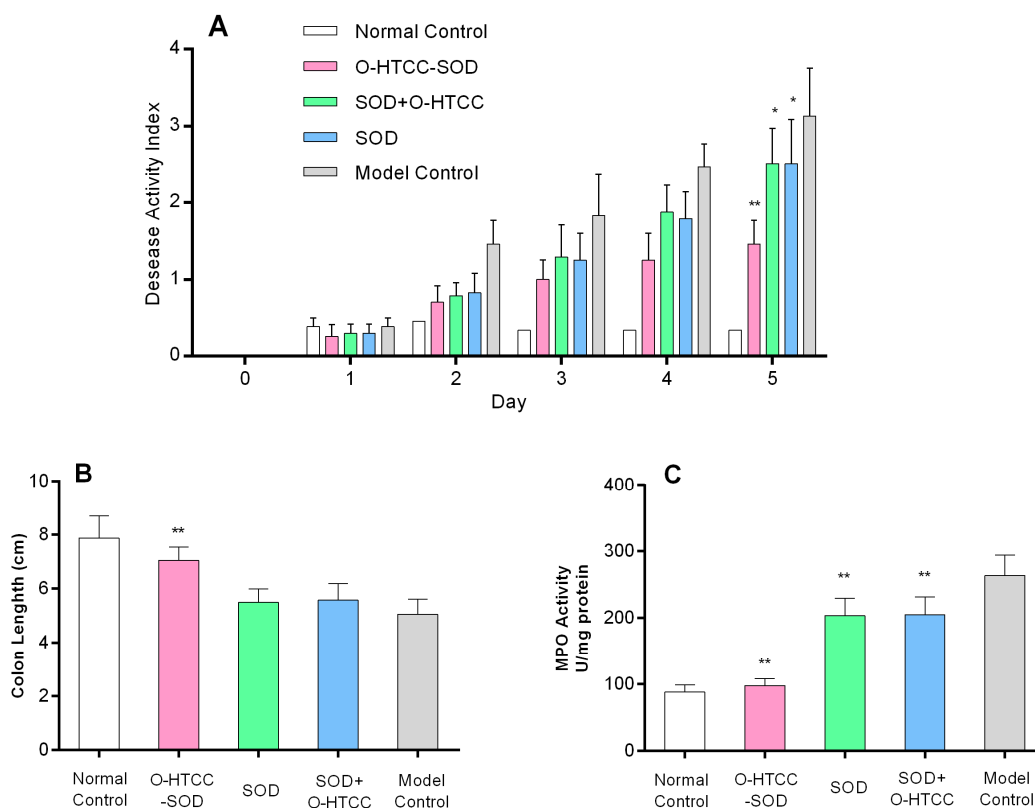 A
Normal Control
O-HTCC-SOD
SOD+O-HTCC
SOD
Model Control
Desease Activity Index
4
3
2
1
0
** * *
0 1 2 3 4 5
Day
B
Colon Lenghth (cm)
10
8
6
4
2
0
**
Normal Control
O-HTCC -SOD
SOD
SOD+ O-HTCC
Model Control
C
MPO Activity
U/mg protein
400
300
200
100
0
** ** **
Normal Control
O-HTCC -SOD
SOD
SOD+ O-HTCC
Model Control